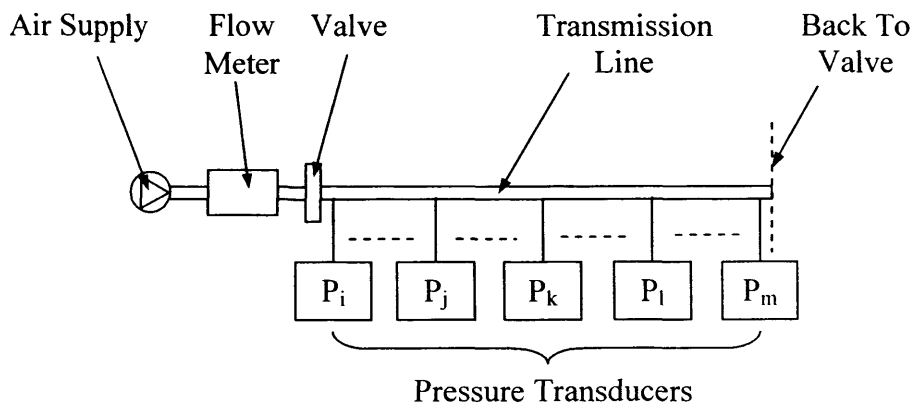 Air Supply
Flow
Meter
Valve
Transmission
Line
Back To
Valve
Pi
Pj
Pk
Pl
Pm
Pressure Transducers